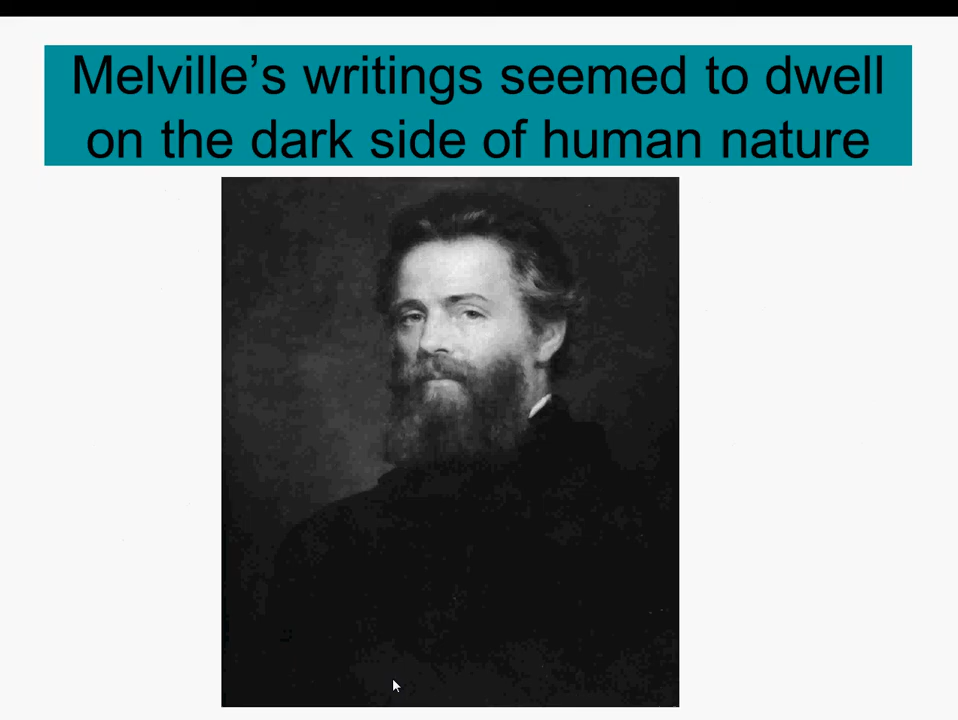 Melville’s writings seemed to dwell
on the dark side of human nature